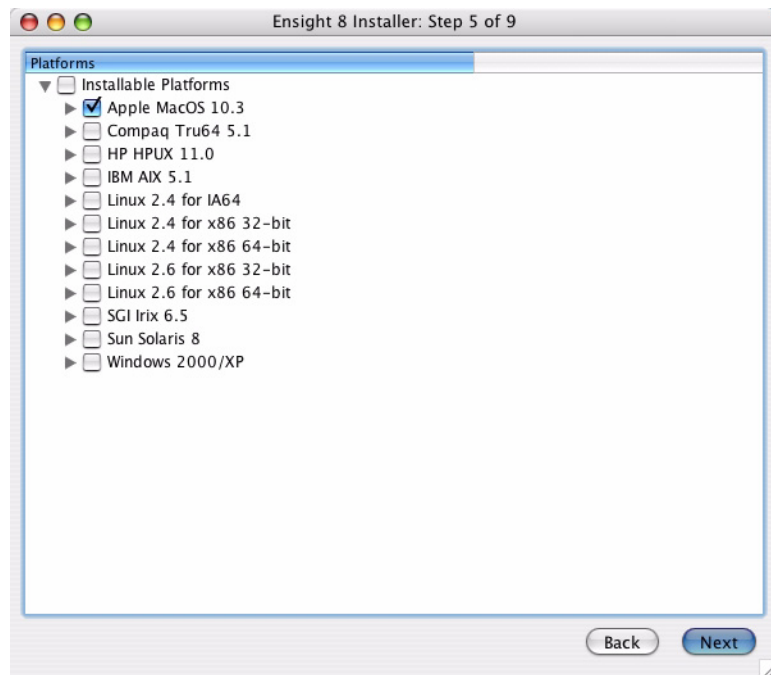 Ensight 8 Installer: Step 5 of 9
Platforms
Installable Platforms
Apple MacOS 10.3
Compaq Tru64 5.1
HP HPUX 11.0
IBM AIX 5.1
Linux 2.4 for IA64
Linux 2.4 for x86 32-bit
Linux 2.4 for x86 64-bit
Linux 2.6 for x86 32-bit
Linux 2.6 for x86 64-bit
SGI Irix 6.5
Sun Solaris 8
Windows 2000/XP
Back Next